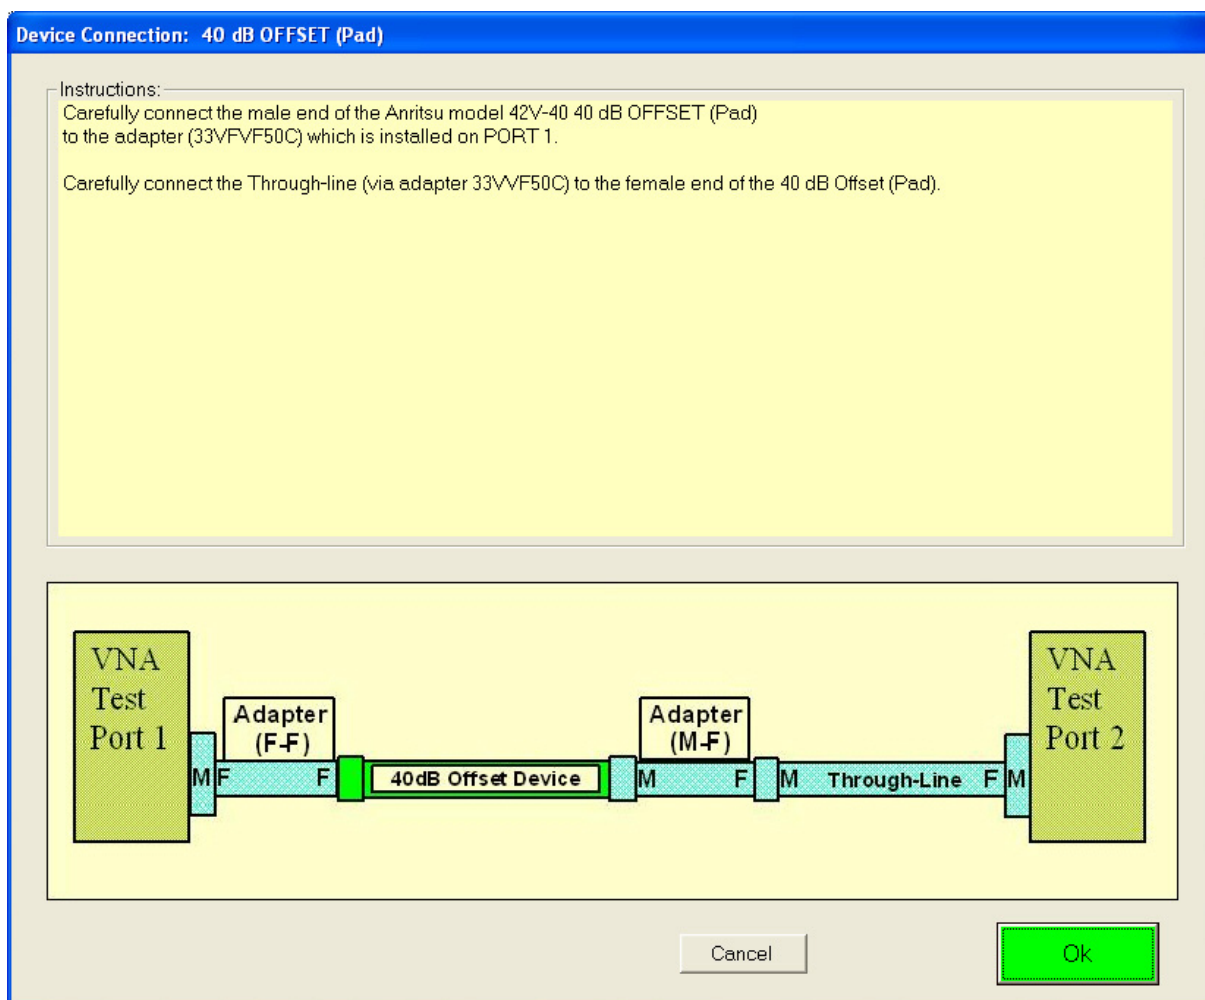 Device Connection: 40 dB OFFSET (Pad)
Instructions:
Carefully connect the male end of the Anritsu model 42V-40 40 dB OFFSET (Pad)
to the adapter (33VFVF50C) which is installed on PORT 1.
Carefully connect the Through-line (via adapter 33VVF50C) to the female end of the 40 dB Offset (Pad).
VNA
Test
Port 1
Adapter
(F-F)
Adapter
(M-F)
VNA
Test
Port 2
M F F 40dB Offset Device M F M Through-Line F M
Cancel
Ok